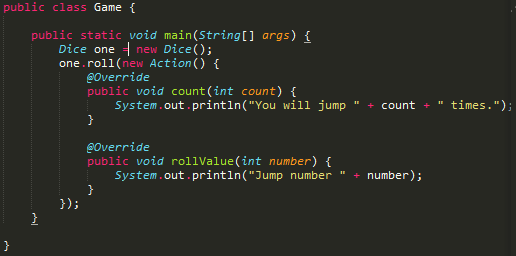 public class Game {
public static void main(String[] args) {
Dice one = new Dice();
one.roll(new Action() {
@Override
public void count(int count) {
System.out.println("You will jump " + count + " times.");
}
@Override
public void rollValue(int number) {
System.out.println("Jump number " + number);
}
});
}
}